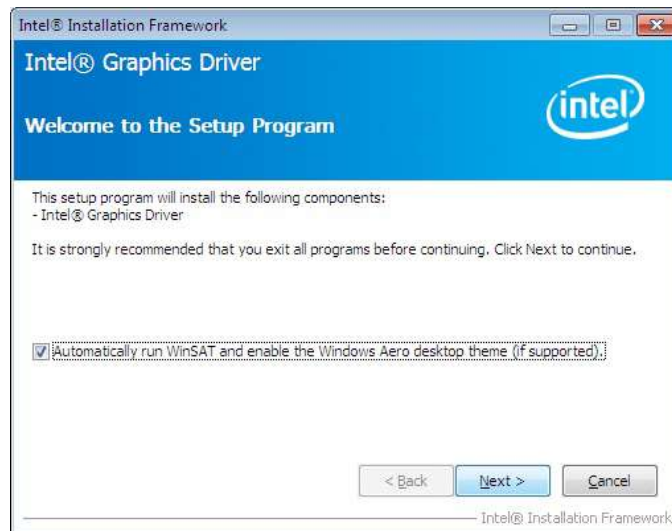 Intel® Installation Framework
Intel® Graphics Driver
intel
Welcome to the Setup Program
This setup program will install the following components:
- Intel® Graphics Driver
It is strongly recommended that you exit all programs before continuing. Click Next to continue.
Automatically run WinSAT and enable the Windows Aero desktop theme (if supported).
< Back Next > Cancel
Intel® Installation Framework